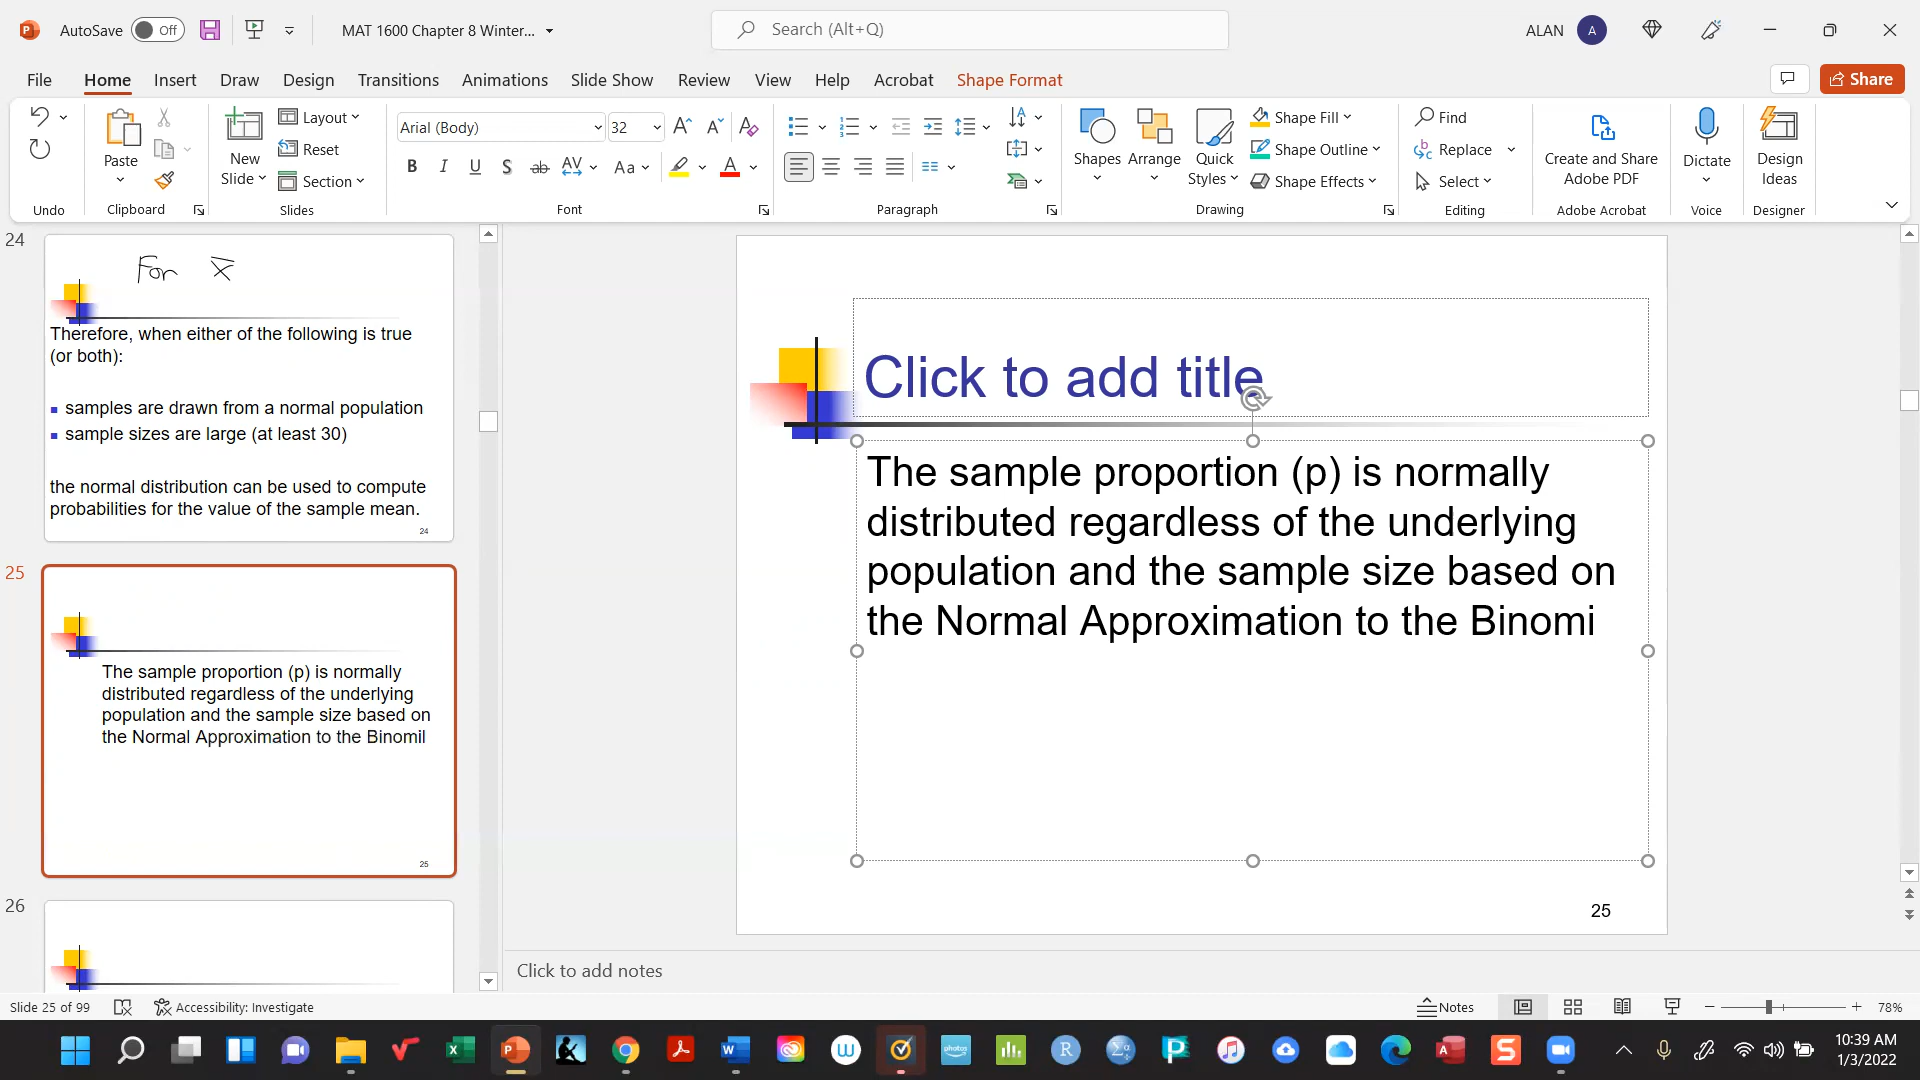 AutoSave Off MAT 1600 Chapter 8 Winter... Search (Alt+Q) ALAN A
File Home Insert Draw Design Transitions Animations Slide Show Review View Help Acrobat Shape Format Share
Undo
Paste
Clipboard
New
Slide
Layout
Reset
Section
Slides
Arial (Body) 32
B I U S ab AV Aa A
Font
Paragraph
Shapes
Arrange
Quick
Styles
Shape Fill
Shape Outline
Shape Effects
Drawing
Find
Replace
Select
Editing
Create and Share
Adobe PDF
Adobe Acrobat
Dictate
Voice
Design
Ideas
Designer
24
For x̅
Therefore, when either of the following is true
(or both):
samples are drawn from a normal population
sample sizes are large (at least 30)
the normal distribution can be used to compute
probabilities for the value of the sample mean.
24
25
The sample proportion (p) is normally
distributed regardless of the underlying
population and the sample size based on
the Normal Approximation to the Binomil
25
26
Click to add title
The sample proportion (p) is normally
distributed regardless of the underlying
population and the sample size based on
the Normal Approximation to the Binomi
25
Click to add notes
Slide 25 of 99 Accessibility: Investigate Notes 78%
10:39 AM
1/3/2022